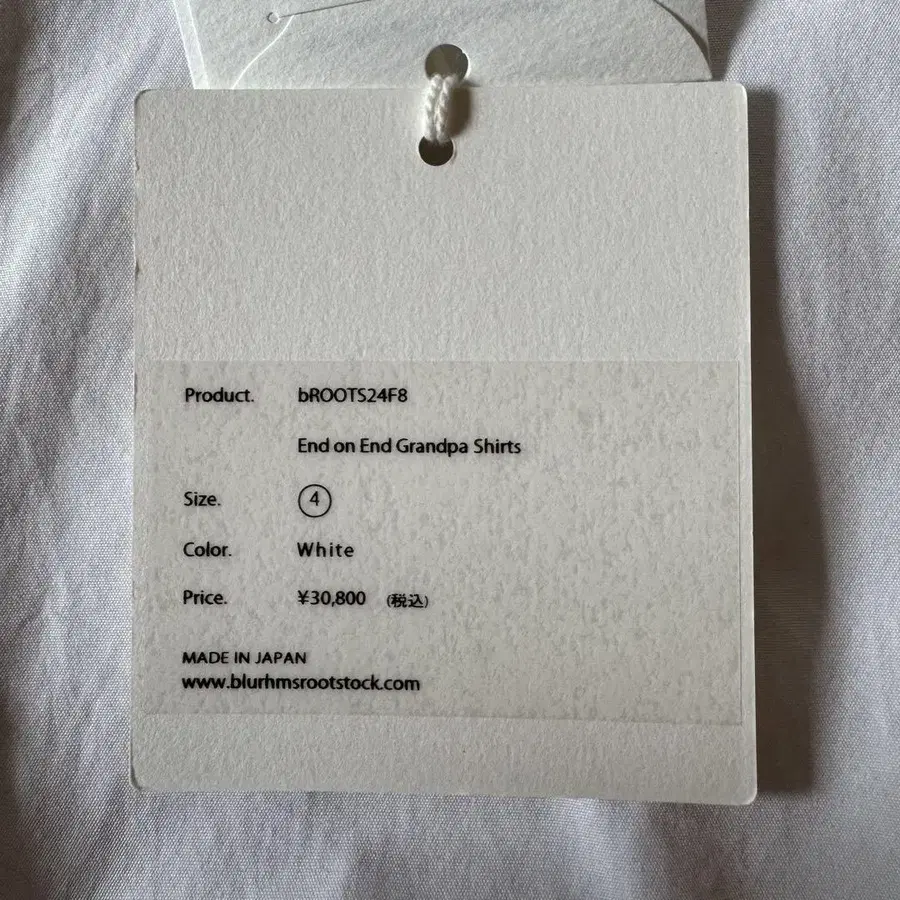 Product. bROOTS24F8
End on End Grandpa Shirts
Size. 4
Color. White
Price. ¥30,800 (税込)
MADE IN JAPAN
www.blurhmsrootstock.com